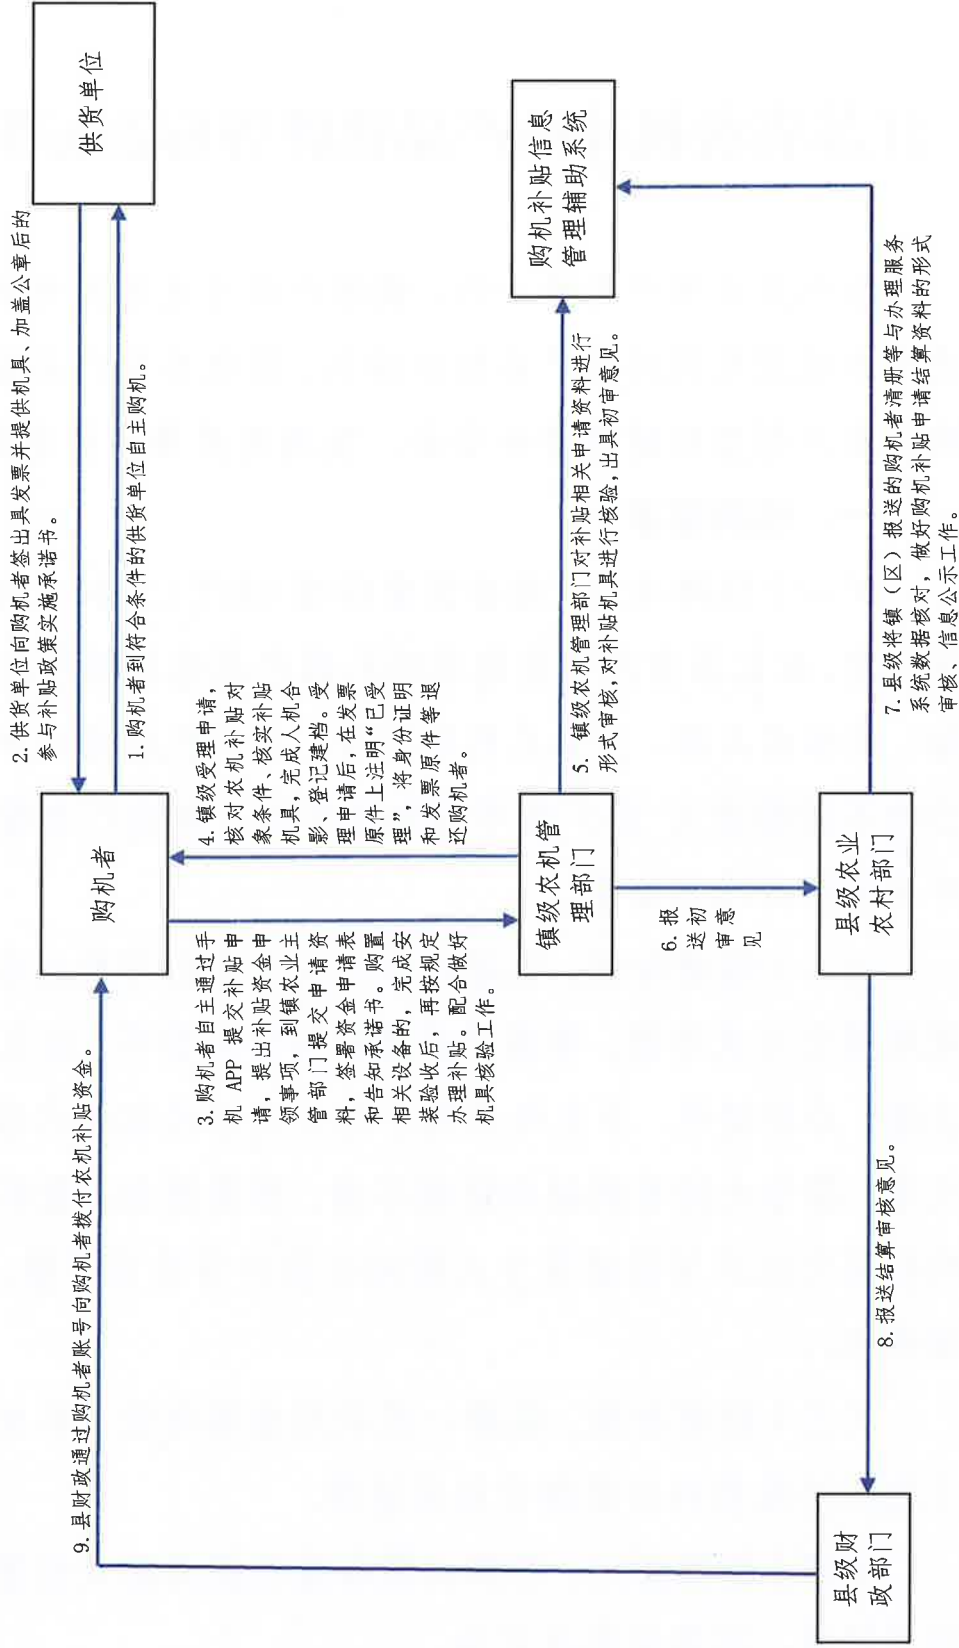 9. 县财政通过购机者账号向购机者拨付农机补贴资金。
购机者
2. 供货单位向购机者签出具发票并提供机具、加盖公章后的
参与补贴政策实施承诺书。
1. 购机者到符合条件的供货单位自主购机。
供货单位
3. 购机者自主通过手
机 APP 提交补贴申
请，提出补贴资金申
领事项，到镇农业主
管部门提交申请资
料，签署资金申请表
和告知承诺书。购置
相关设备的，完成安
装验收后，再按规定
办理补贴。配合做好
机具核验工作。
4. 镇级受理申请，
核对农机补贴对
象条件、核实补贴
机具，完成人机合
影、登记建档。受
理申请后，在发票
原件上注明“已受
理”，将身份证明
和发票原件等退
还购机者。
镇级农机管
理部门
5. 镇级农机管理部门对补贴相关申请资料进行
形式审核，对补贴机具进行核验，出具初审意见。
购机补贴信息
管理辅助系统
6. 报
送初
审意
见
县级财
政部门
8. 报送结算审核意见。
县级农业
农村部门
7. 县级将镇（区）报送的购机者清册等与办理服务
系统数据核对，做好购机补贴申请结算资料的形式
审核、信息公示工作。